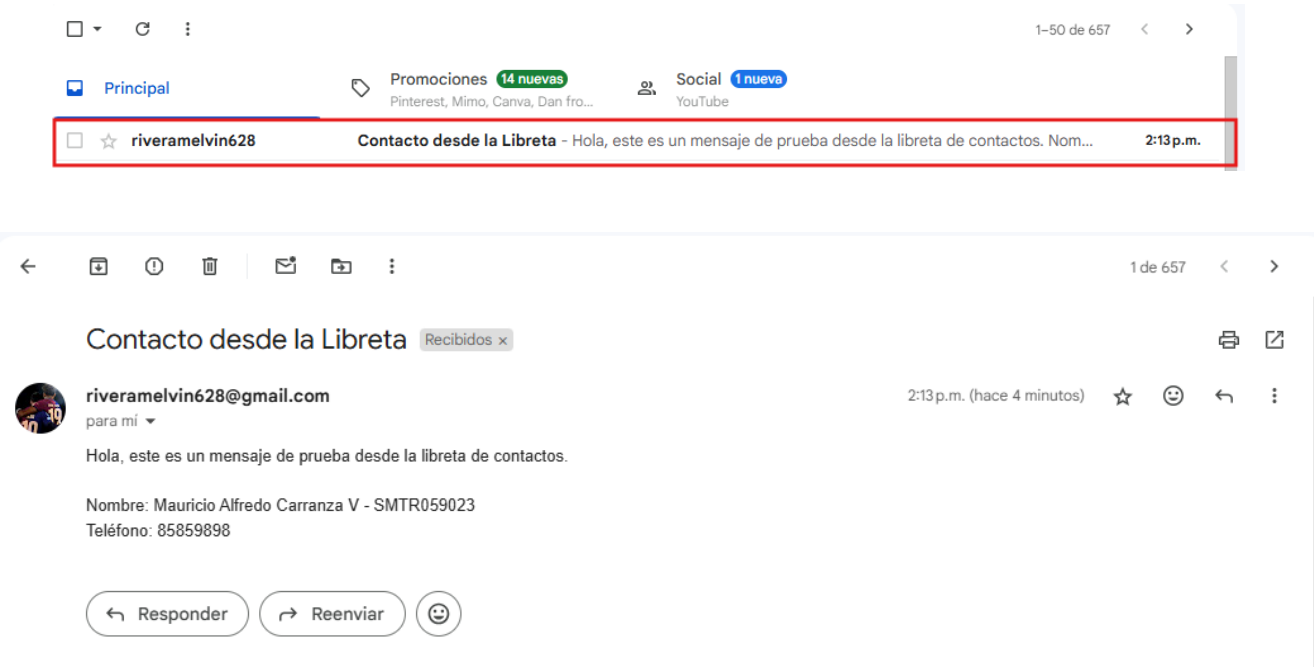 1–50 de 657
Principal
Promociones 14 nuevas
Pinterest, Mimo, Canva, Dan fro...
Social 1 nueva
YouTube
riveramelvin628 Contacto desde la Libreta - Hola, este es un mensaje de prueba desde la libreta de contactos. Nom... 2:13 p.m.
1 de 657
Contacto desde la Libreta Recibidos ×
riveramelvin628@gmail.com 2:13 p.m. (hace 4 minutos)
para mí
Hola, este es un mensaje de prueba desde la libreta de contactos.
Nombre: Mauricio Alfredo Carranza V - SMTR059023
Teléfono: 85859898
Responder Reenviar